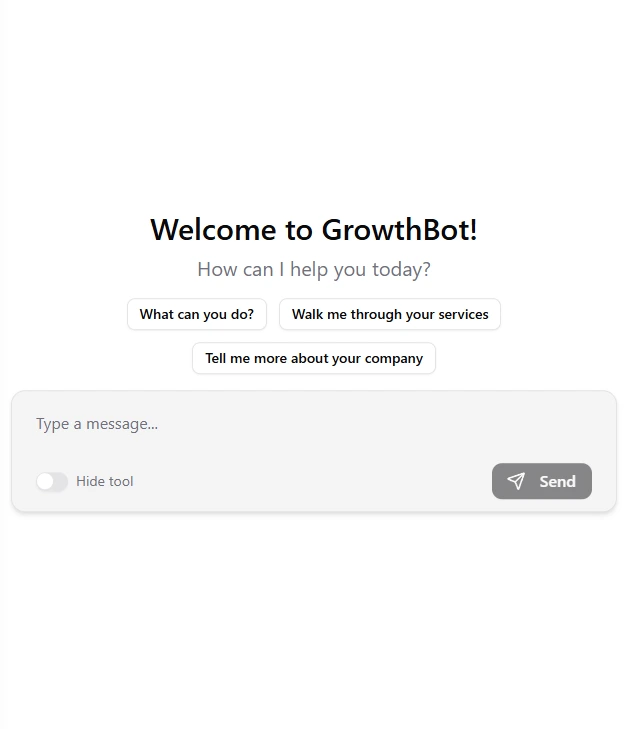 Welcome to GrowthBot!
How can I help you today?
What can you do?
Walk me through your services
Tell me more about your company
Type a message...
Hide tool
Send